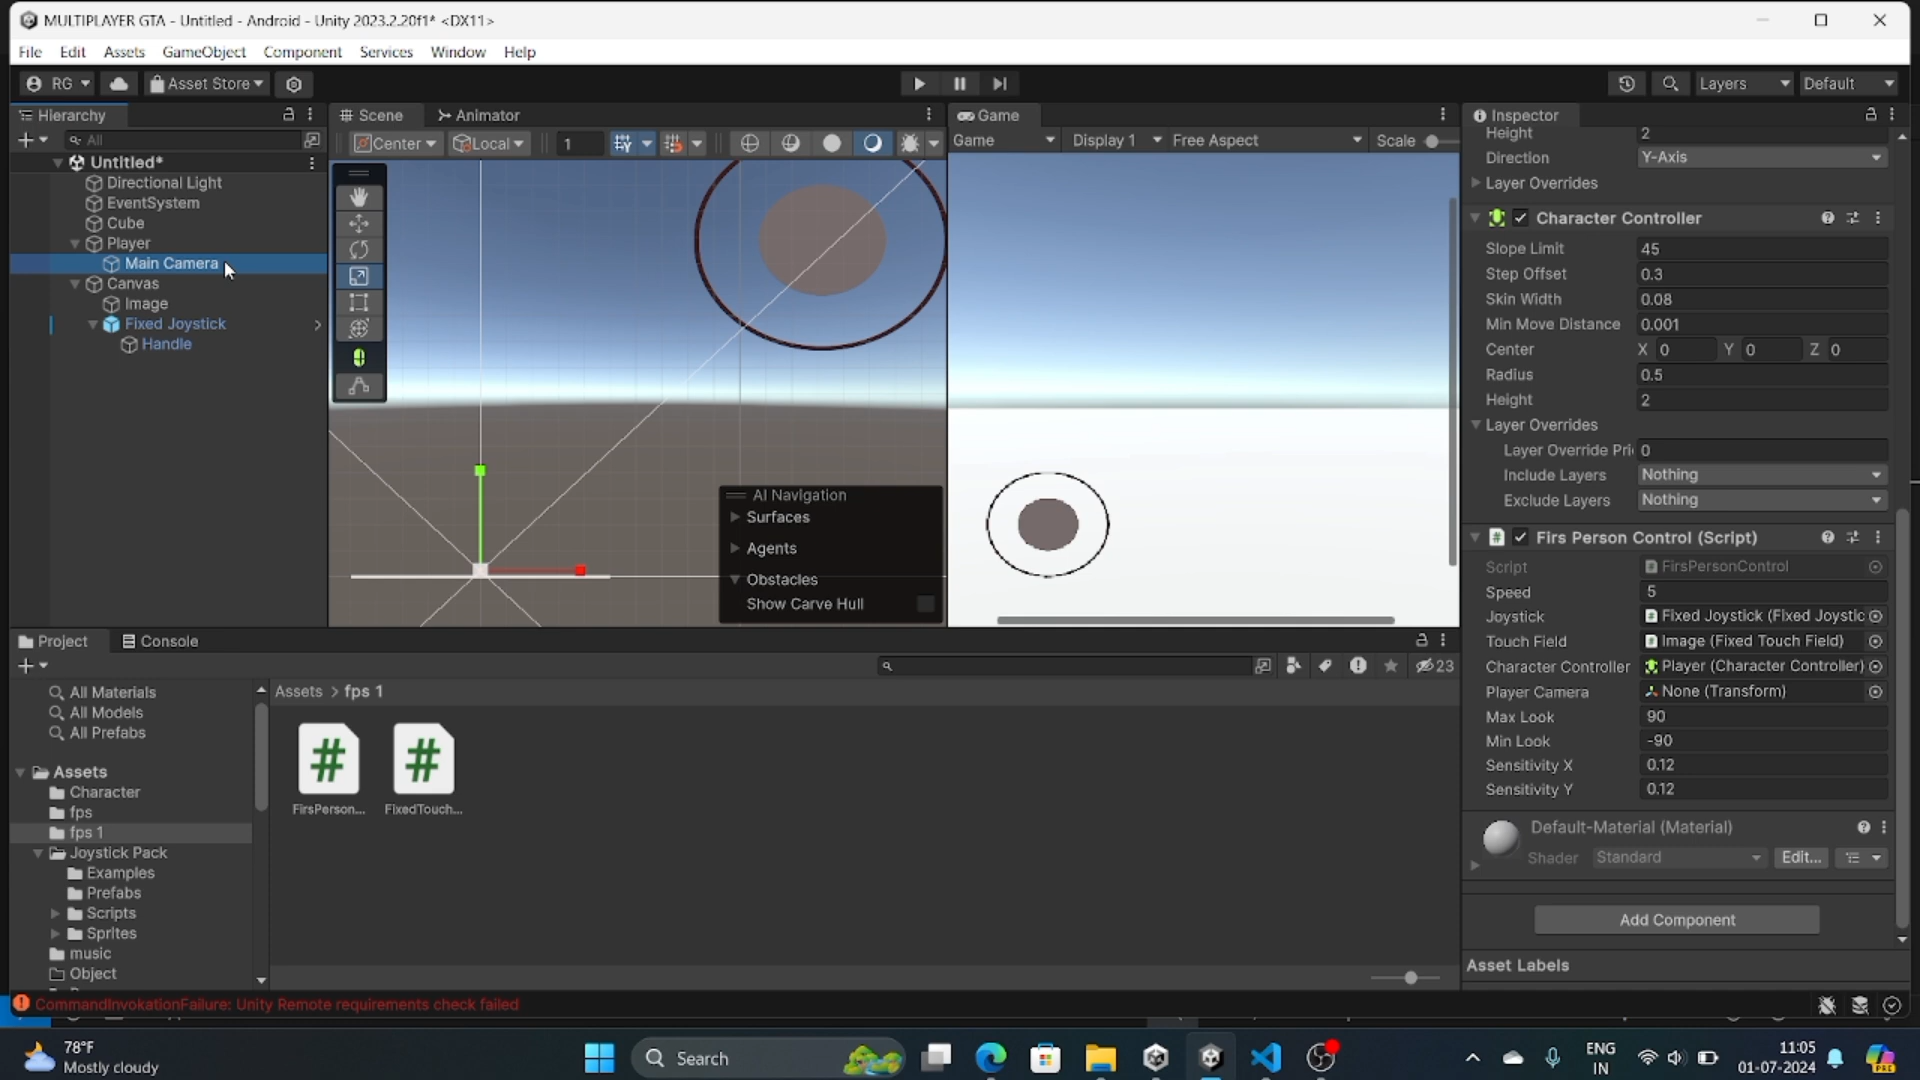 MULTIPLAYER GTA - Untitled - Android - Unity 2023.2.20f1* <DX11>
File Edit Assets GameObject Component Services Window Help
RG Asset Store Layers Default
Hierarchy
All
Untitled*
Directional Light
EventSystem
Cube
Player
Main Camera
Canvas
Image
Fixed Joystick
Handle
Scene Animator
Center Local 1
AI Navigation
Surfaces
Agents
Obstacles
Show Carve Hull
Game
Game Display 1 Free Aspect Scale
Inspector
Height 2
Direction Y-Axis
Layer Overrides
Character Controller
Slope Limit 45
Step Offset 0.3
Skin Width 0.08
Min Move Distance 0.001
Center X 0 Y 0 Z 0
Radius 0.5
Height 2
Layer Overrides
Layer Override Pri 0
Include Layers Nothing
Exclude Layers Nothing
Firs Person Control (Script)
Script FirsPersonControl
Speed 5
Joystick Fixed Joystick (Fixed Joystic
Touch Field Image (Fixed Touch Field)
Character Controller Player (Character Controller)
Player Camera None (Transform)
Max Look 90
Min Look -90
Sensitivity X 0.12
Sensitivity Y 0.12
Default-Material (Material)
Shader Standard Edit...
Add Component
Asset Labels
Project Console
23
All Materials
All Models
All Prefabs
Assets
Character
fps
fps 1
Joystick Pack
Examples
Prefabs
Scripts
Sprites
music
Object
Assets > fps 1
FirsPerson... FixedTouch...
CommandInvokationFailure: Unity Remote requirements check failed
78°F
Mostly cloudy
Search
ENG
IN
11:05
01-07-2024
PRE